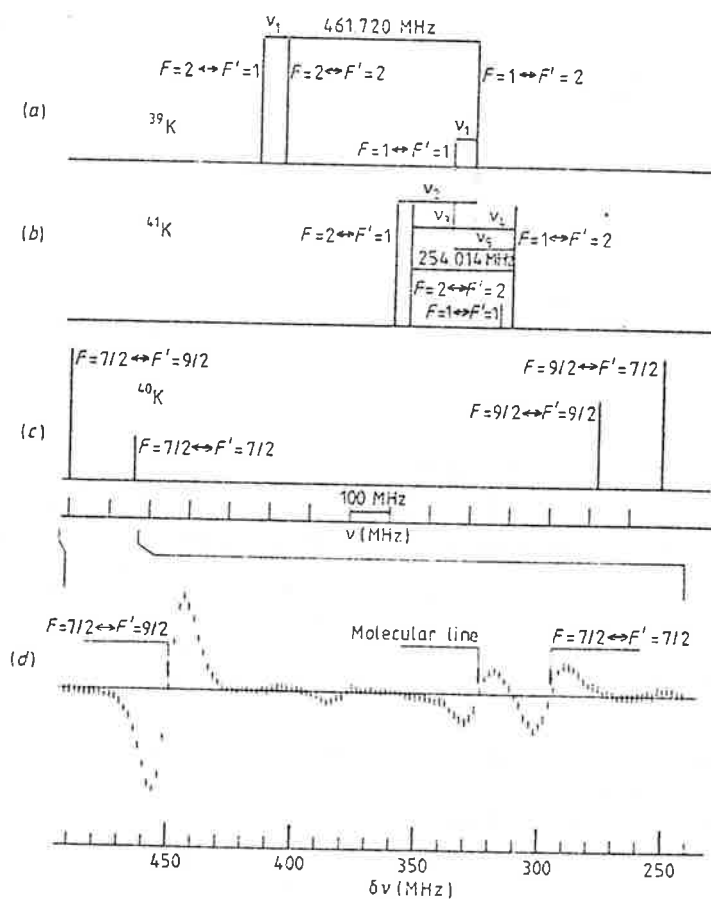 ν₁ 461.720 MHz
F=2↔F'=1 F=2↔F'=2 F=1↔F'=2
(a)
³⁹K
ν₁
F=1↔F'=1
ν₂
(b) ⁴¹K
F=2↔F'=1 ν₃ F=1↔F'=2
ν₅
254 014 MHz
F=2↔F'=2
F=1↔F'=1
F=7/2↔F'=9/2 F=9/2↔F'=7/2
⁴⁰K
(c) F=9/2↔F'=9/2
F=7/2↔F'=7/2
100 MHz
ν (MHz)
F=7/2↔F'=9/2 Molecular line F=7/2↔F'=7/2
(d)
450 400 350 300 250
δν (MHz)